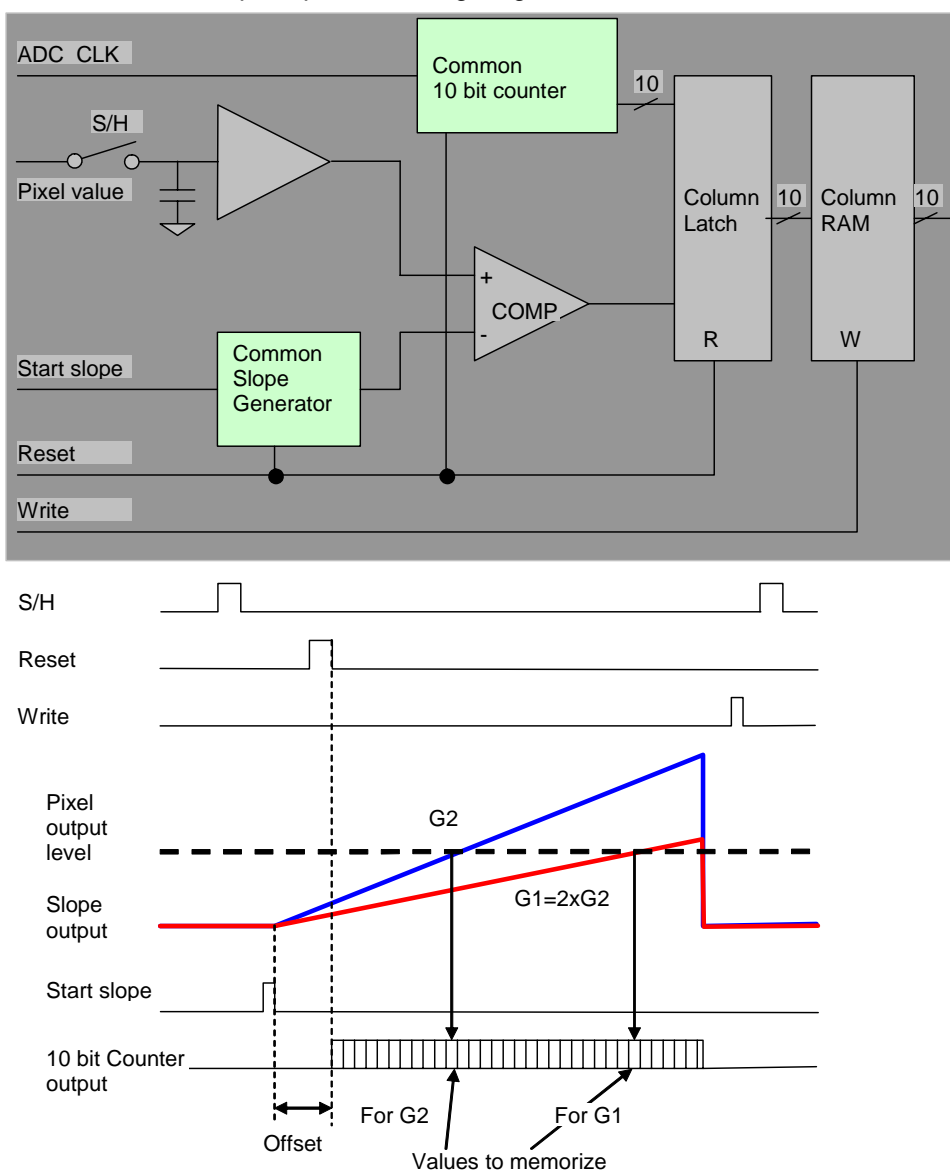 ADC CLK
Common
10 bit counter
10
S/H
Pixel value
Column
Latch
10
Column
RAM
10
+
COMP
-
R
W
Start slope
Common
Slope
Generator
Reset
Write
S/H
Reset
Write
Pixel
output
level
G2
G1=2xG2
Slope
output
Start slope
10 bit Counter
output
For G2
For G1
Offset
Values to memorize